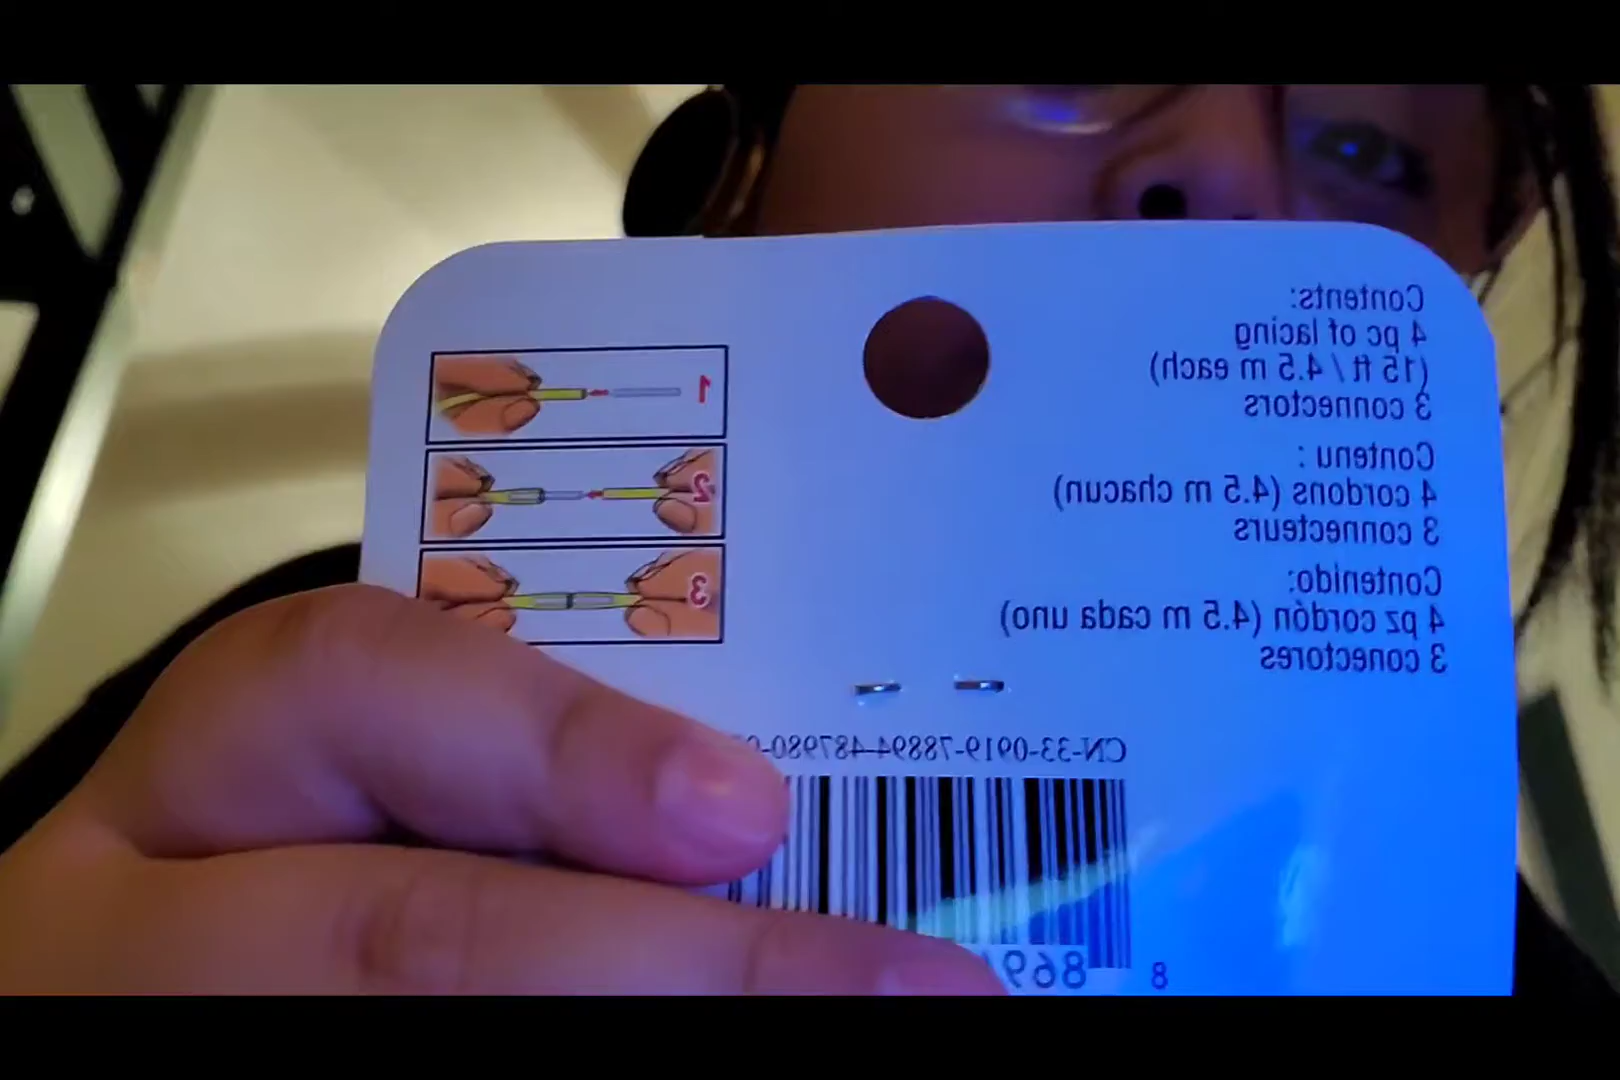 Contents:
4 pc of lacing
(15 ft / 4.5 m each)
3 connectors
Contenu :
4 cordons (4.5 m chacun)
3 connecteurs
Contenido:
4 pz cordón (4.5 m cada uno)
3 conectores
1
2
3
CN-33-0919-78894-487980-0
8 869